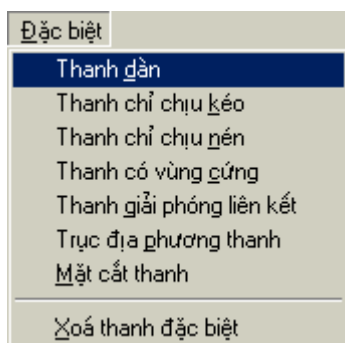 Đặc biệt
Thanh dàn
Thanh chỉ chịu kéo
Thanh chỉ chịu nén
Thanh có vùng cứng
Thanh giải phóng liên kết
Trục địa phương thanh
Mặt cắt thanh
Xoá thanh đặc biệt